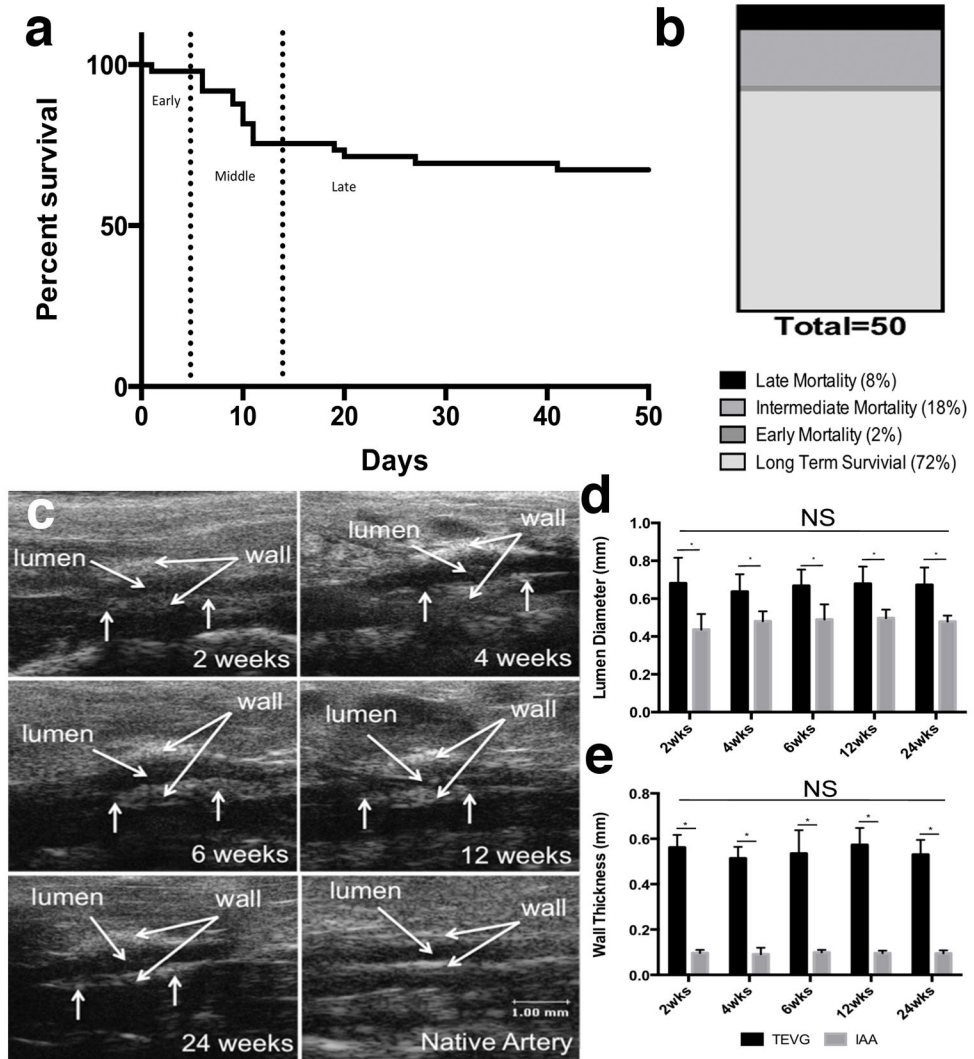 a
Percent survival
100
50
0
Early
Middle
Late
0 10 20 30 40 50
Days
b
Total=50
Late Mortality (8%)
Intermediate Mortality (18%)
Early Mortality (2%)
Long Term Survivial (72%)
c
lumen wall
2 weeks
lumen wall
4 weeks
lumen wall
6 weeks
lumen wall
12 weeks
lumen wall
24 weeks
lumen wall
1.00 mm
Native Artery
d
NS
Lumen Diameter (mm)
1.0
0.8
0.6
0.4
0.2
0.0
* * * * *
2wks 4wks 6wks 12wks 24wks
e
NS
Wall Thickness (mm)
0.8
0.6
0.4
0.2
0.0
* * * * *
2wks 4wks 6wks 12wks 24wks
TEVG IAA